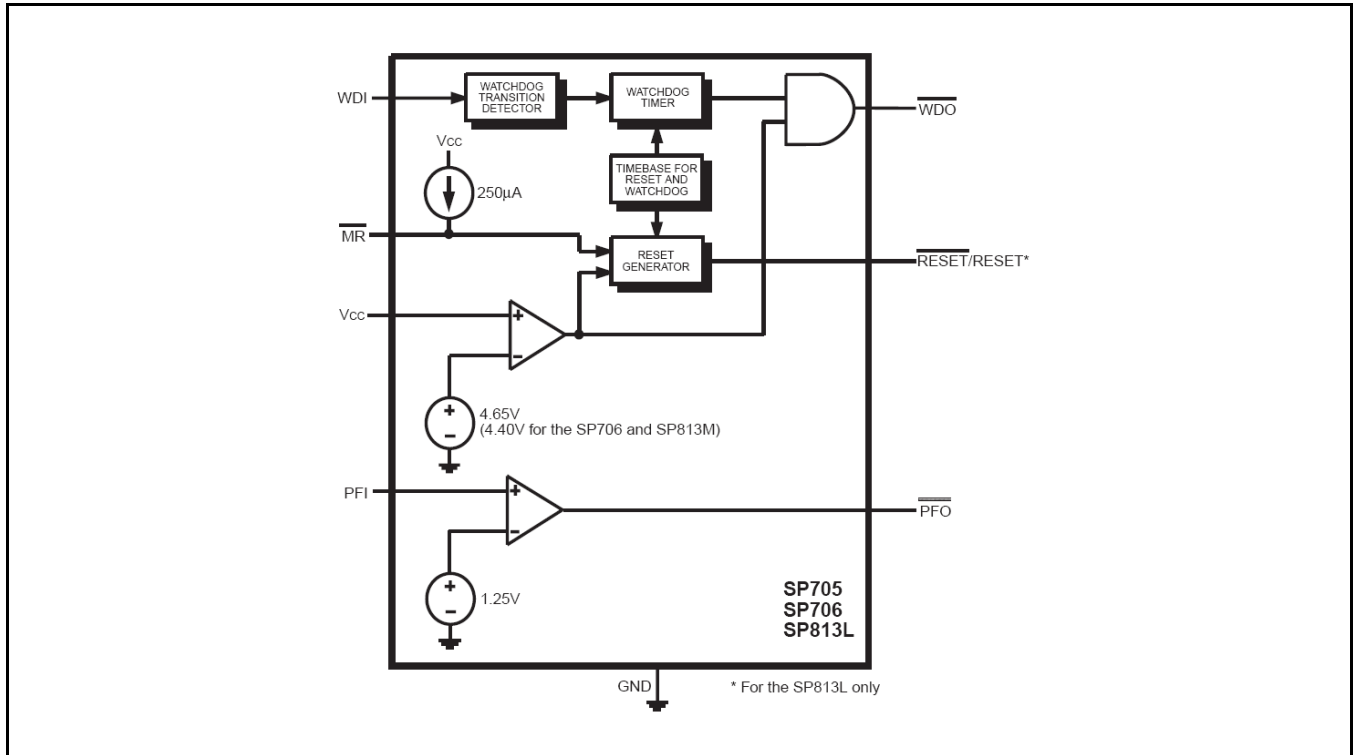 WDI
WATCHDOG
TRANSITION
DETECTOR
WATCHDOG
TIMER
WDO
VCC
250µA
TIMEBASE FOR
RESET AND
WATCHDOG
MR
RESET
GENERATOR
RESET/RESET*
VCC
+
−
+
−
4.65V
(4.40V for the SP706 and SP813M)
PFI
+
−
PFO
+
−
1.25V
SP705
SP706
SP813L
GND
* For the SP813L only